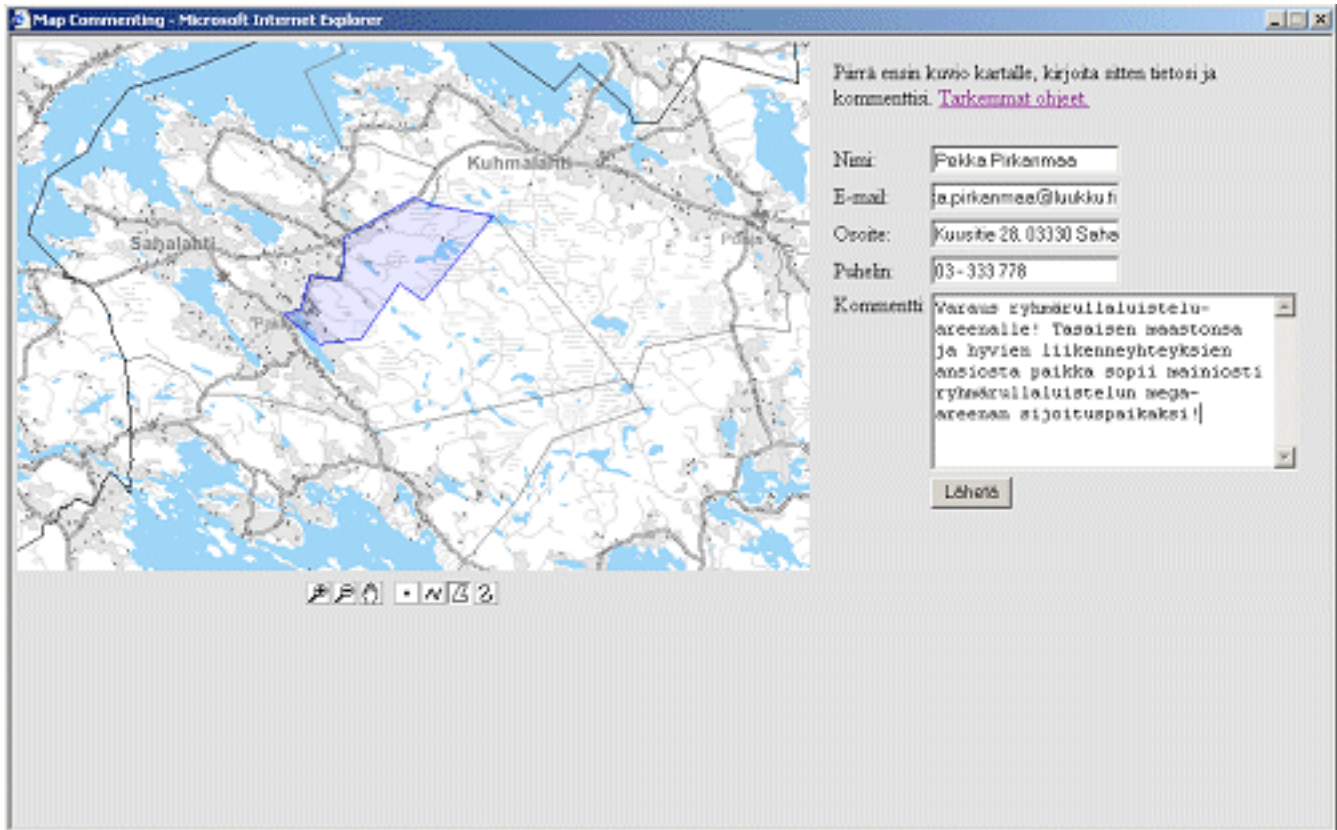 Map Commenting - Microsoft Internet Explorer
Piirrä ensin kuvio kartalle, kirjoita sitten tietosi ja
kommenttisi. Tarkemmat ohjeet.
Kuhmalahti
Sahalahti
Nimi: Pekka Pirkanmaa
E-mail: a.pirkanmaa@luukku.fi
Osoite: Kuusitie 28, 03330 Saha
Puhelin: 03 - 333 778
Kommentti: Varaus ryhmärullaluistelu-
areenalle! Tasaisen maastonsa
ja hyvien liikenneyhteyksien
ansiosta paikka sopii mainiosti
ryhmärullaluistelun mega-
areenan sijoituspaikaksi!
Lähetä